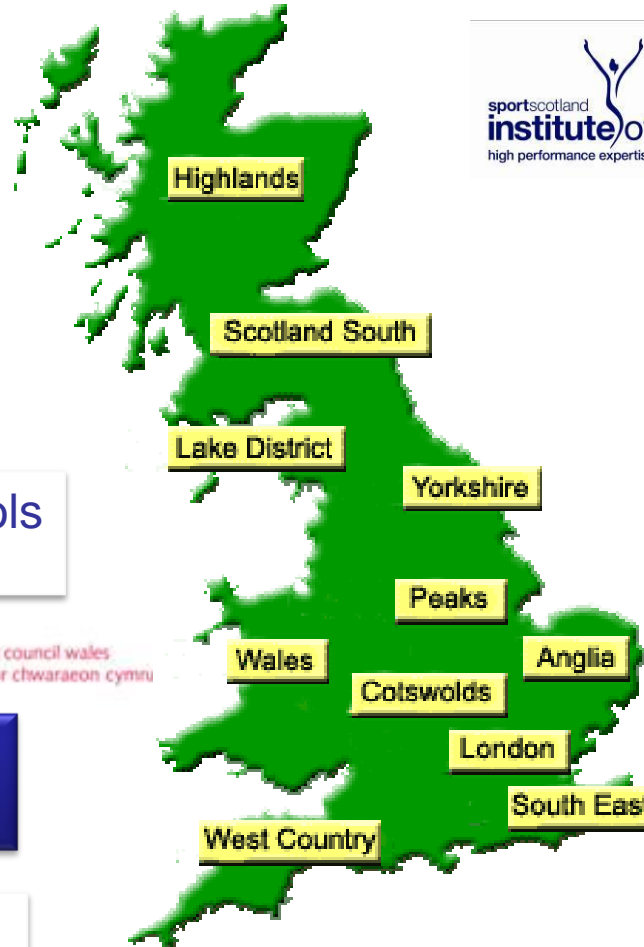 sportscotland
institute
high performance expertis
Highlands
Scotland South
Lake District
Yorkshire
ols
Peaks
council wales
r chwaraeon cymru
Wales
Anglia
Cotswolds
London
South East
West Country